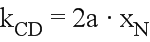 k_CD = 2a · x_N